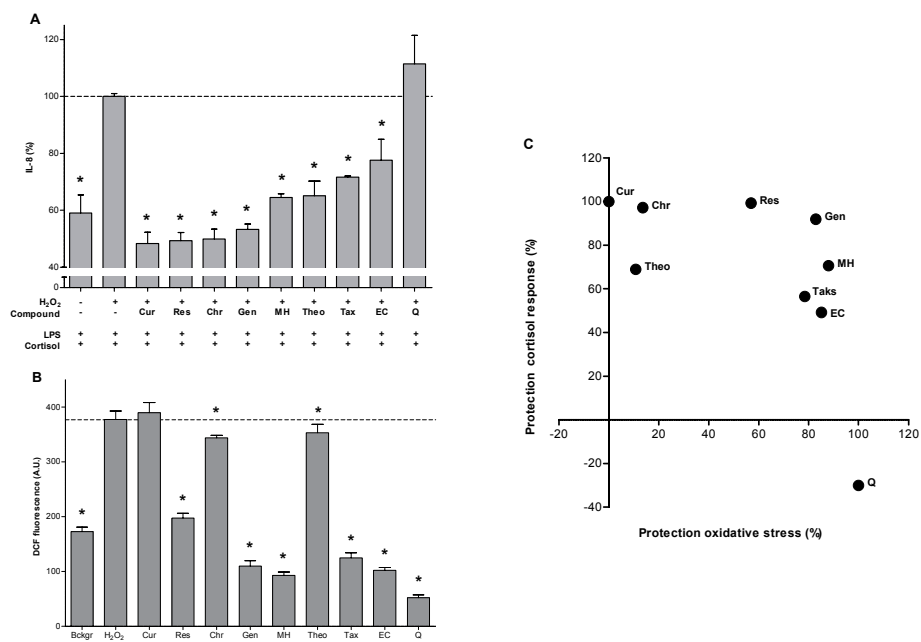 A
120
100
80
60
40
0
IL-8 (%)
* * * * * * * * *
H2O2 - + + + + + + + + + +
Compound - - Cur Res Chr Gen MH Theo Tax EC Q
LPS + + + + + + + + + + +
Cortisol + + + + + + + + + + +
B
400
300
200
100
0
DCF fluorescence (A.U.)
* * * * * * * * *
Bckgr H2O2 Cur Res Chr Gen MH Theo Tax EC Q
C
120
100
80
60
40
20
-20
-40
Protection cortisol response (%)
Cur
Chr
Res
Gen
Theo
MH
Taks
EC
Q
-20 0 20 40 60 80 100 120
Protection oxidative stress (%)